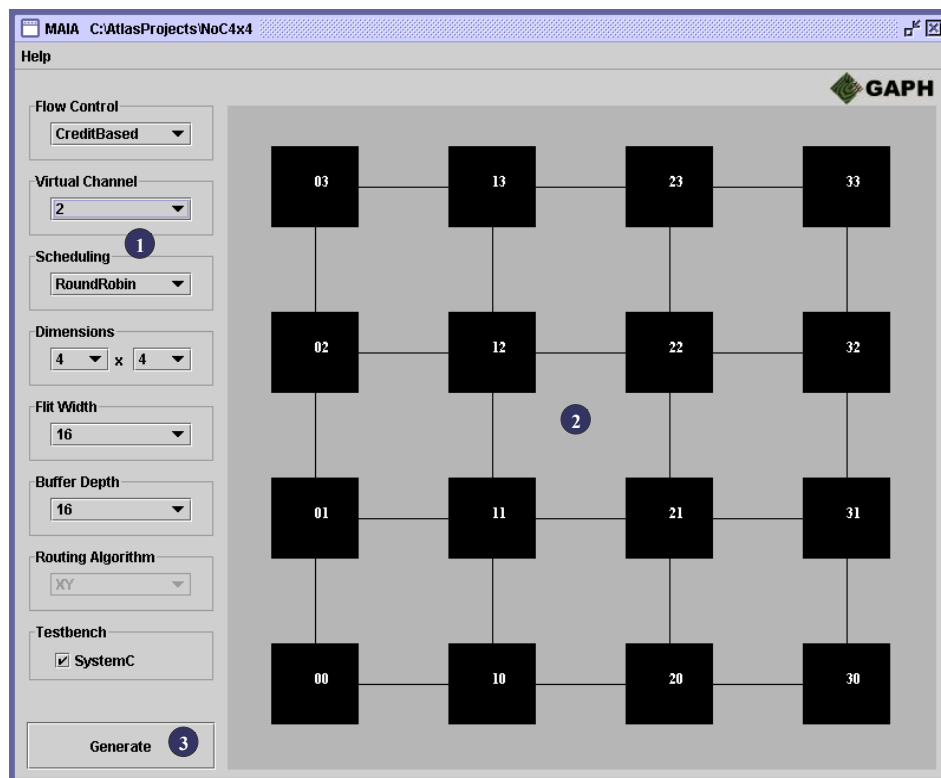 MAIA C:\AtlasProjects\NoC4x4
Help
GAPH
Flow Control
CreditBased
Virtual Channel
2
1
Scheduling
RoundRobin
Dimensions
4 x 4
Flit Width
16
Buffer Depth
16
Routing Algorithm
XY
Testbench
SystemC
Generate 3
03 13 23 33
02 12 22 32
2
01 11 21 31
00 10 20 30